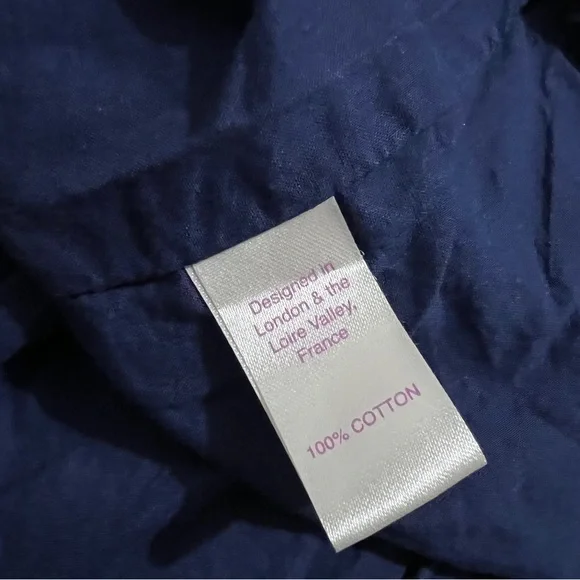 Designed in
London & the
Loire Valley,
France
100% COTTON